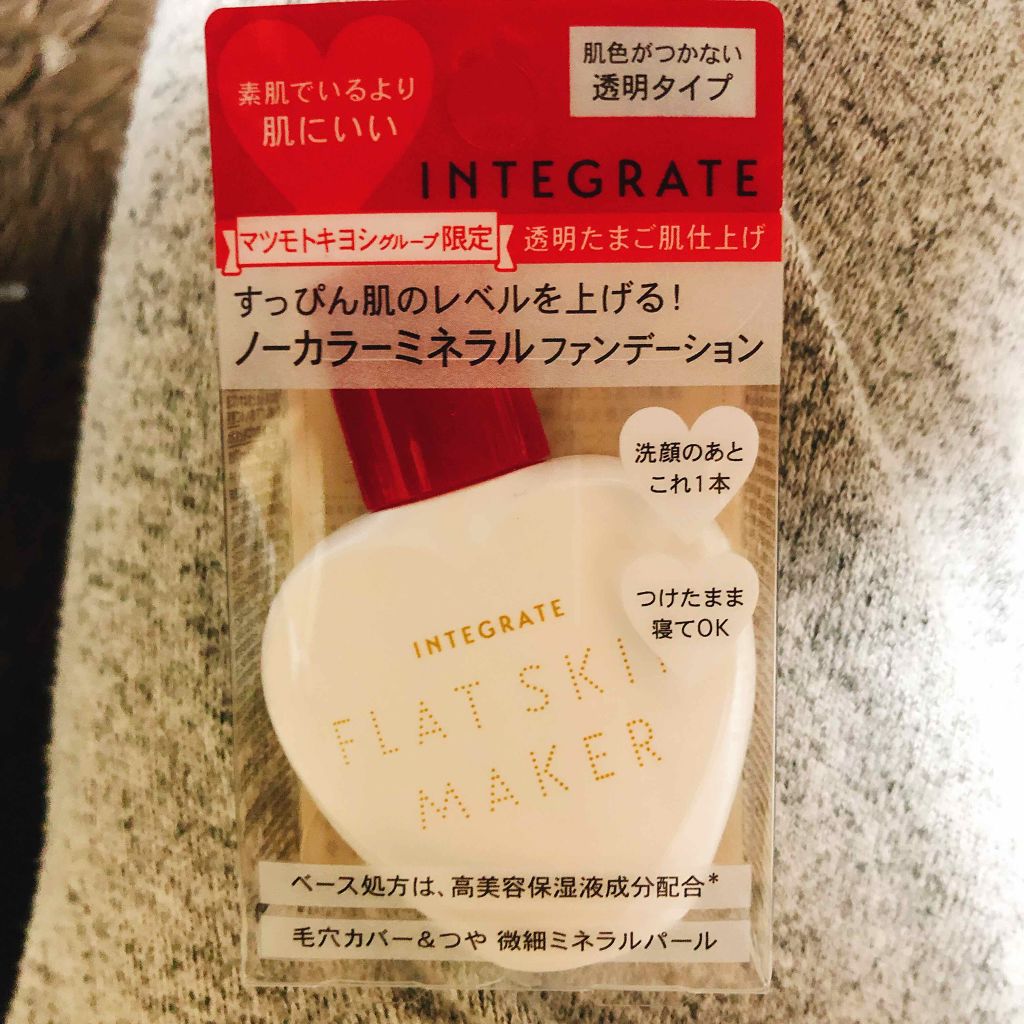 素肌でいるより
肌にいい
肌色がつかない
透明タイプ
INTEGRATE
マツモトキヨシグループ限定
透明たまご肌仕上げ
すっぴん肌のレベルを上げる!
ノーカラーミネラルファンデーション
洗顔のあと
これ1本
つけたまま
寝てOK
INTEGRATE
FLAT SKIN
MAKER
ベース処方は、高美容保湿液成分配合*
毛穴カバー&つや 微細ミネラルパール